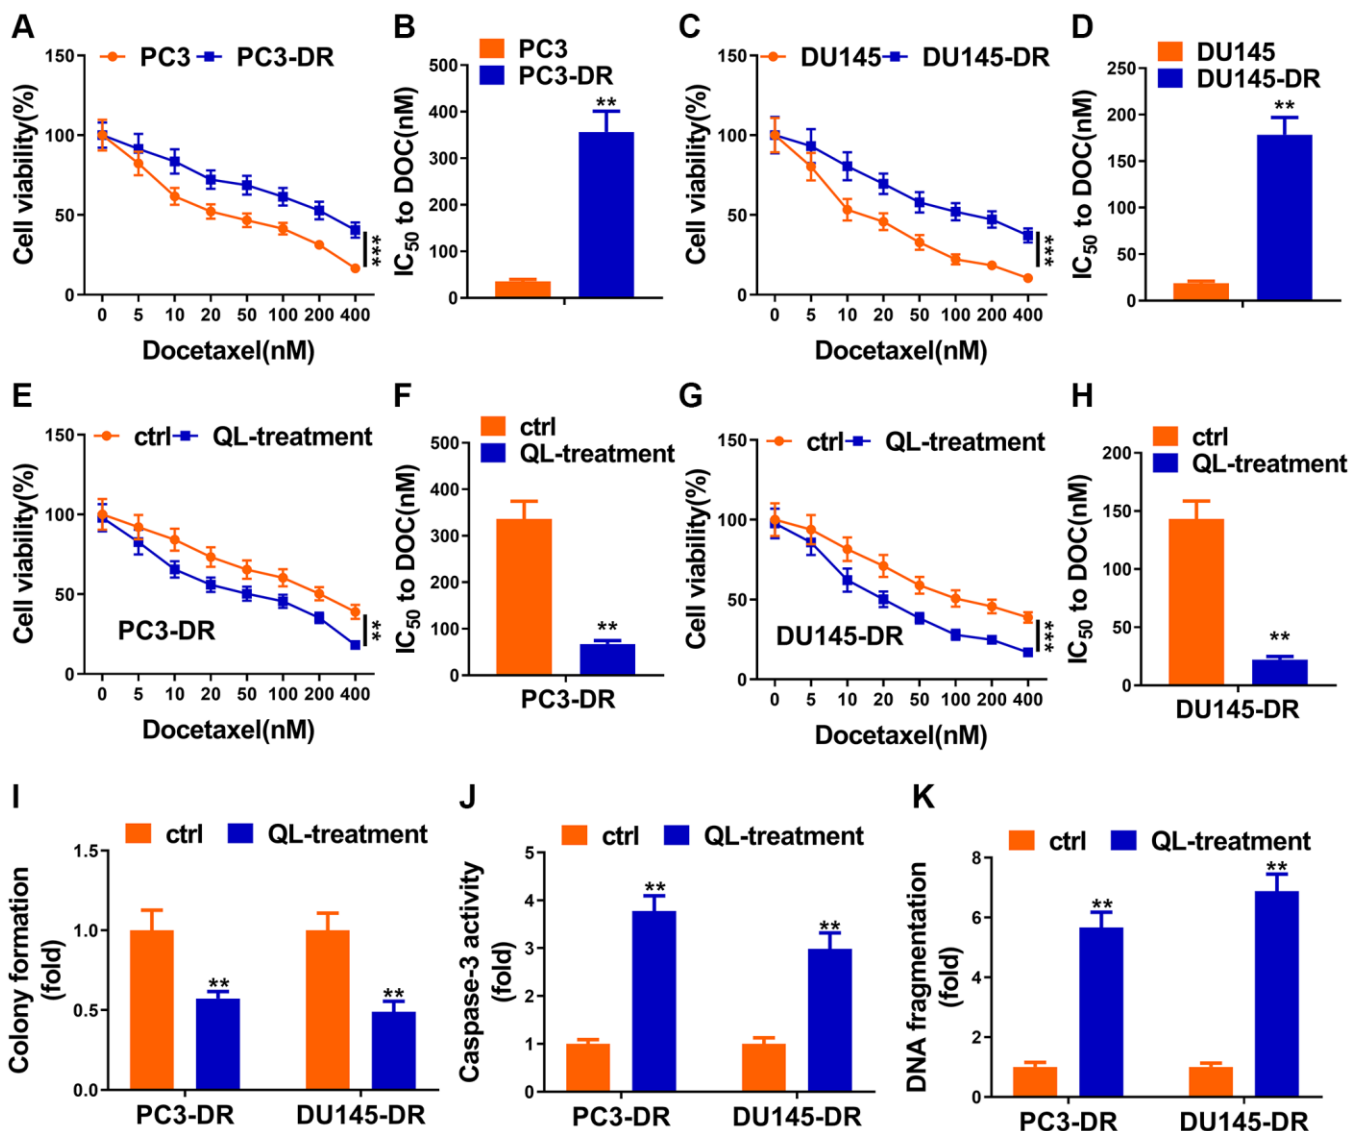 A
150
PC3 PC3-DR
100
50
0
Cell viability(%)
***
0 5 10 20 50 100 200 400
Docetaxel(nM)
B
PC3
PC3-DR
500
400
300
200
100
0
IC50 to DOC(nM)
**
C
150
DU145 DU145-DR
100
50
0
Cell viability(%)
***
0 5 10 20 50 100 200 400
Docetaxel(nM)
D
DU145
DU145-DR
250
200
150
100
50
0
IC50 to DOC(nM)
**
E
150
ctrl QL-treatment
100
50
0
Cell viability(%)
PC3-DR
**
0 5 10 20 50 100 200 400
Docetaxel(nM)
F
ctrl
QL-treatment
500
400
300
200
100
0
IC50 to DOC(nM)
**
PC3-DR
G
150
ctrl QL-treatment
100
50
0
Cell viability(%)
DU145-DR
***
0 5 10 20 50 100 200 400
Docetaxel(nM)
H
ctrl
QL-treatment
200
150
100
50
0
IC50 to DOC(nM)
**
DU145-DR
I
ctrl QL-treatment
1.5
1.0
0.5
0.0
Colony formation
(fold)
** **
PC3-DR DU145-DR
J
ctrl QL-treatment
5
4
3
2
1
0
Caspase-3 activity
(fold)
** **
PC3-DR DU145-DR
K
ctrl QL-treatment
8
6
4
2
0
DNA fragmentation
(fold)
** **
PC3-DR DU145-DR